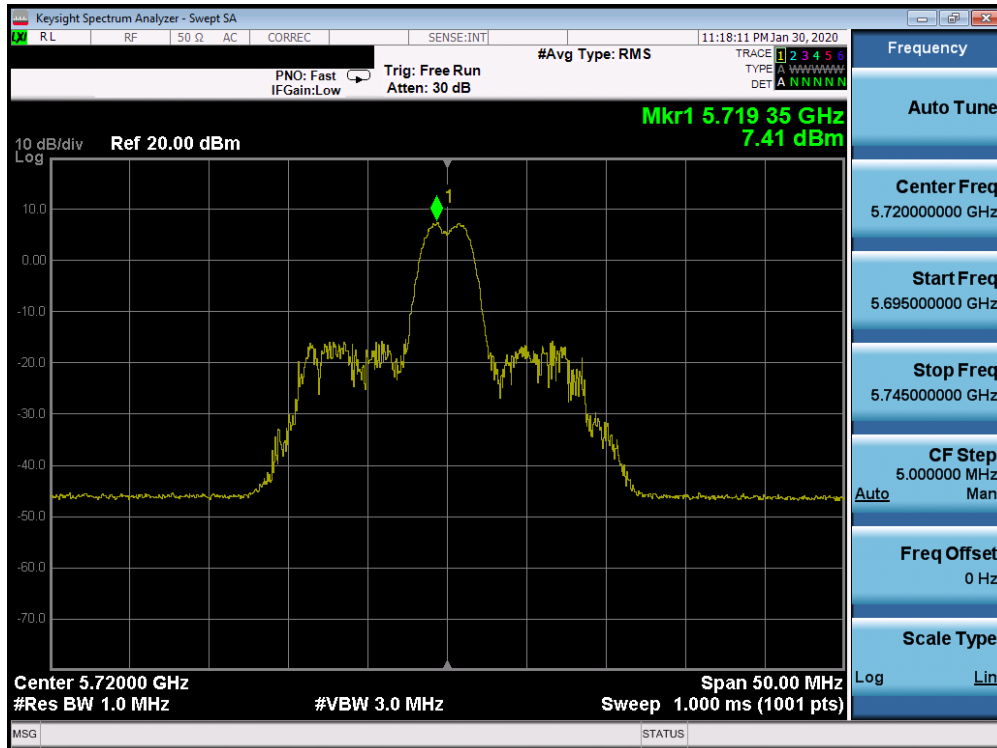 Keysight Spectrum Analyzer - Swept SA
LXI RL RF 50 Ω AC CORREC SENSE:INT 11:18:11 PM Jan 30, 2020
PNO: Fast
IFGain:Low
Trig: Free Run
Atten: 30 dB
#Avg Type: RMS
TRACE 1 2 3 4 5 6
TYPE A WWWWW
DET A N N N N N
Mkr1 5.719 35 GHz
7.41 dBm
10 dB/div Ref 20.00 dBm
Log
1
10.0
0.00
-10.0
-20.0
-30.0
-40.0
-50.0
-60.0
-70.0
Center 5.72000 GHz Span 50.00 MHz
#Res BW 1.0 MHz #VBW 3.0 MHz Sweep 1.000 ms (1001 pts)
MSG STATUS
Frequency
Auto Tune
Center Freq
5.720000000 GHz
Start Freq
5.695000000 GHz
Stop Freq
5.745000000 GHz
CF Step
5.000000 MHz
Auto Man
Freq Offset
0 Hz
Scale Type
Log Lin